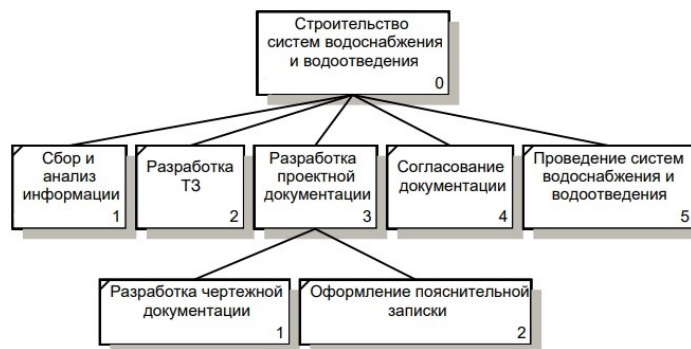 Строительство
систем водоснабжения
и водоотведения
0
Сбор и
анализ
информации
1
Разработка
ТЗ
2
Разработка
проектной
документации
3
Согласование
документации
4
Проведение систем
водоснабжения и
водоотведения
5
Разработка чертежной
документации
1
Оформление пояснительной
записки
2